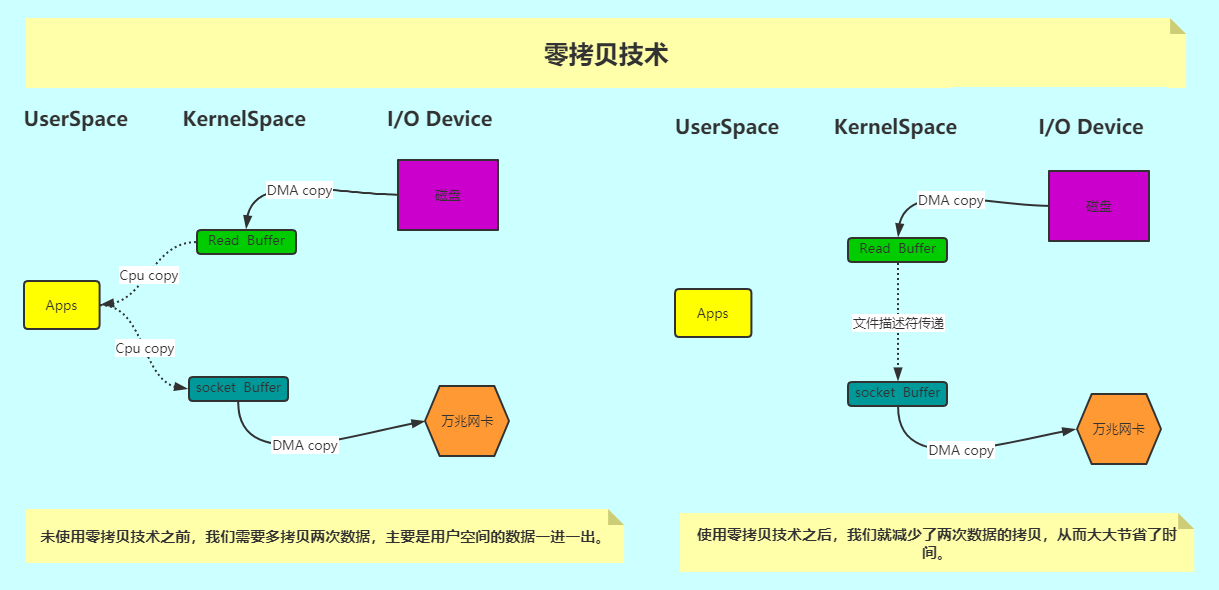 零拷贝技术
UserSpace
KernelSpace
I/O Device
DMA copy
磁盘
Read Buffer
Cpu copy
Apps
Cpu copy
socket Buffer
万兆网卡
DMA copy
未使用零拷贝技术之前，我们需要多拷贝两次数据，主要是用户空间的数据一进一出。
UserSpace
KernelSpace
I/O Device
DMA copy
磁盘
Read Buffer
Apps
文件描述符传递
socket Buffer
万兆网卡
DMA copy
使用零拷贝技术之后，我们就减少了两次数据的拷贝，从而大大节省了时
间。